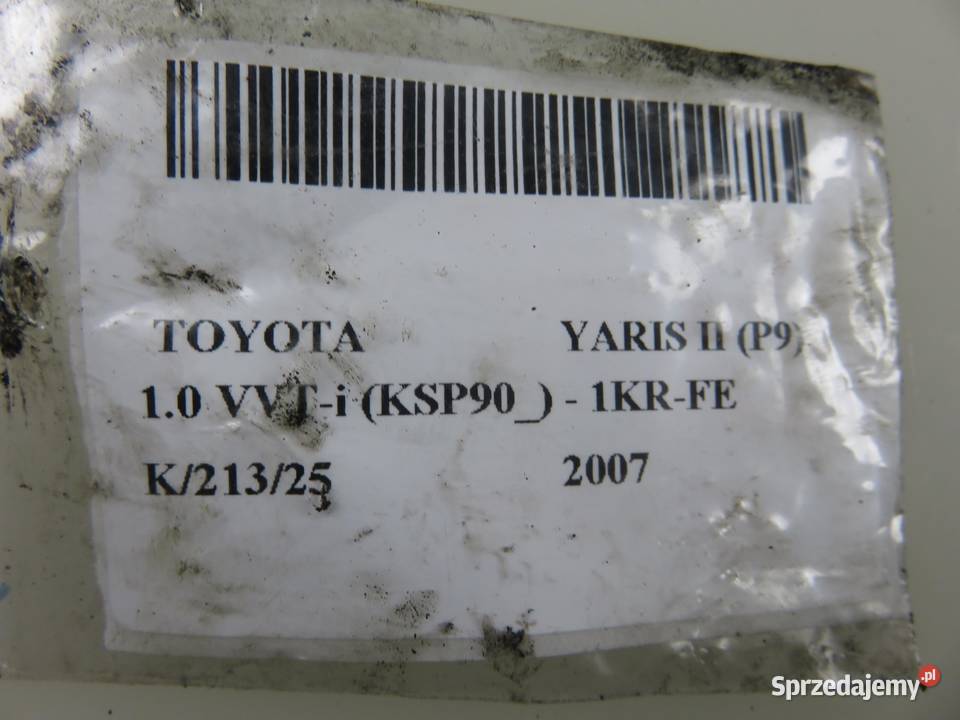 TOYOTA YARIS II (P9)
1.0 VVT-i (KSP90_) - 1KR-FE
K/213/25 2007
Sprzedajemy.pl